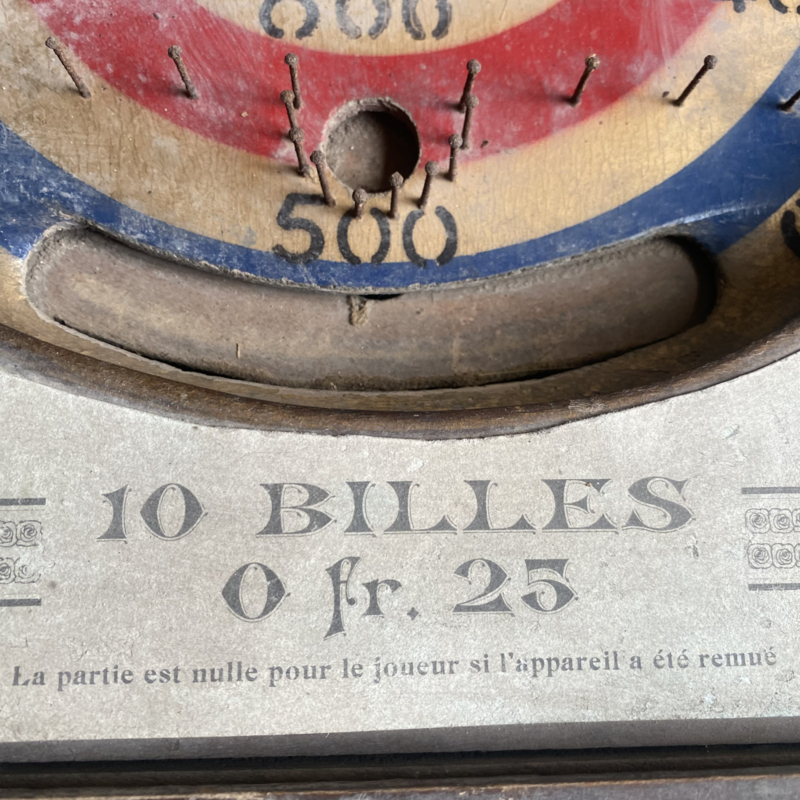 500
10 BILLES
0 fr. 25
La partie est nulle pour le joueur si l'appareil a été remué